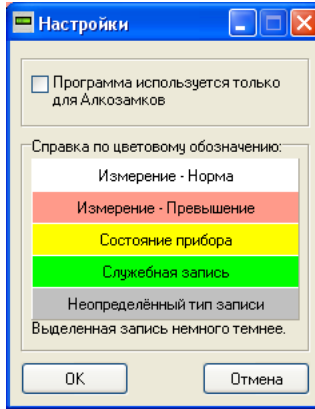 Настройки
Программа используется только
для Алкозамков
Справка по цветовому обозначению:
Измерение - Норма
Измерение - Превышение
Состояние прибора
Служебная запись
Неопределённый тип записи
Выделенная запись немного темнее.
OK
Отмена